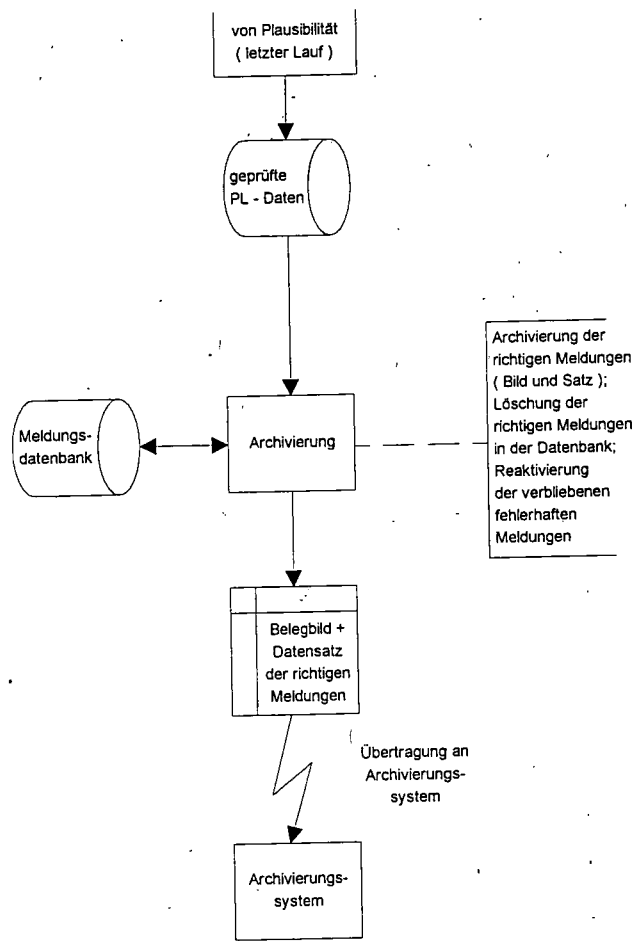 von Plausibilität
( letzter Lauf )
geprüfte
PL - Daten
Archivierung der
richtigen Meldungen
( Bild und Satz );
Löschung der
richtigen Meldungen
in der Datenbank;
Reaktivierung
der verbliebenen
fehlerhaften
Meldungen
Meldungs-
datenbank
Archivierung
Belegbild +
Datensatz
der richtigen
Meldungen
Übertragung an
Archivierungs-
system
Archivierungs-
system